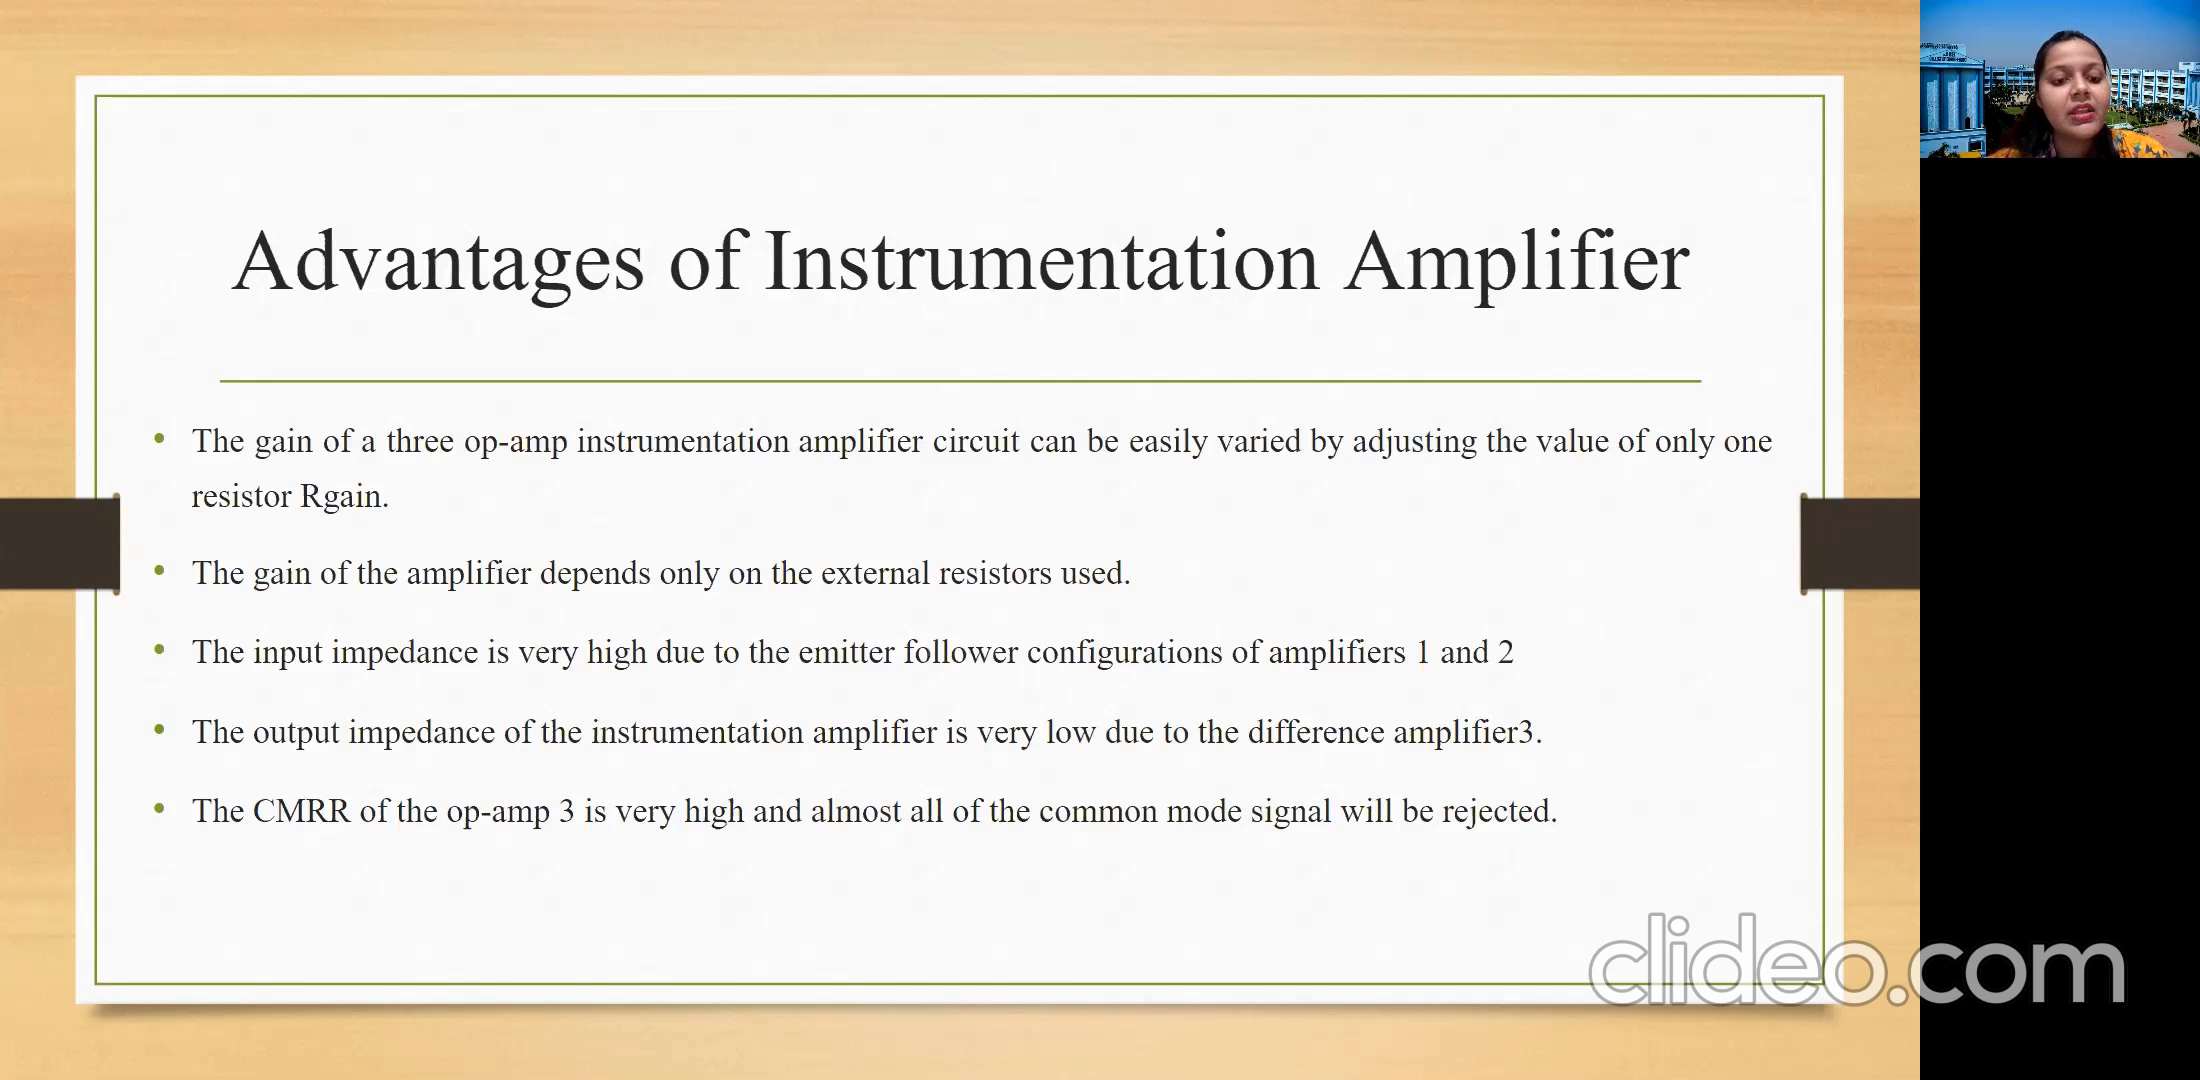 Advantages of Instrumentation Amplifier
• The gain of a three op-amp instrumentation amplifier circuit can be easily varied by adjusting the value of only one
resistor Rgain.
• The gain of the amplifier depends only on the external resistors used.
• The input impedance is very high due to the emitter follower configurations of amplifiers 1 and 2
• The output impedance of the instrumentation amplifier is very low due to the difference amplifier3.
• The CMRR of the op-amp 3 is very high and almost all of the common mode signal will be rejected.
clideo.com